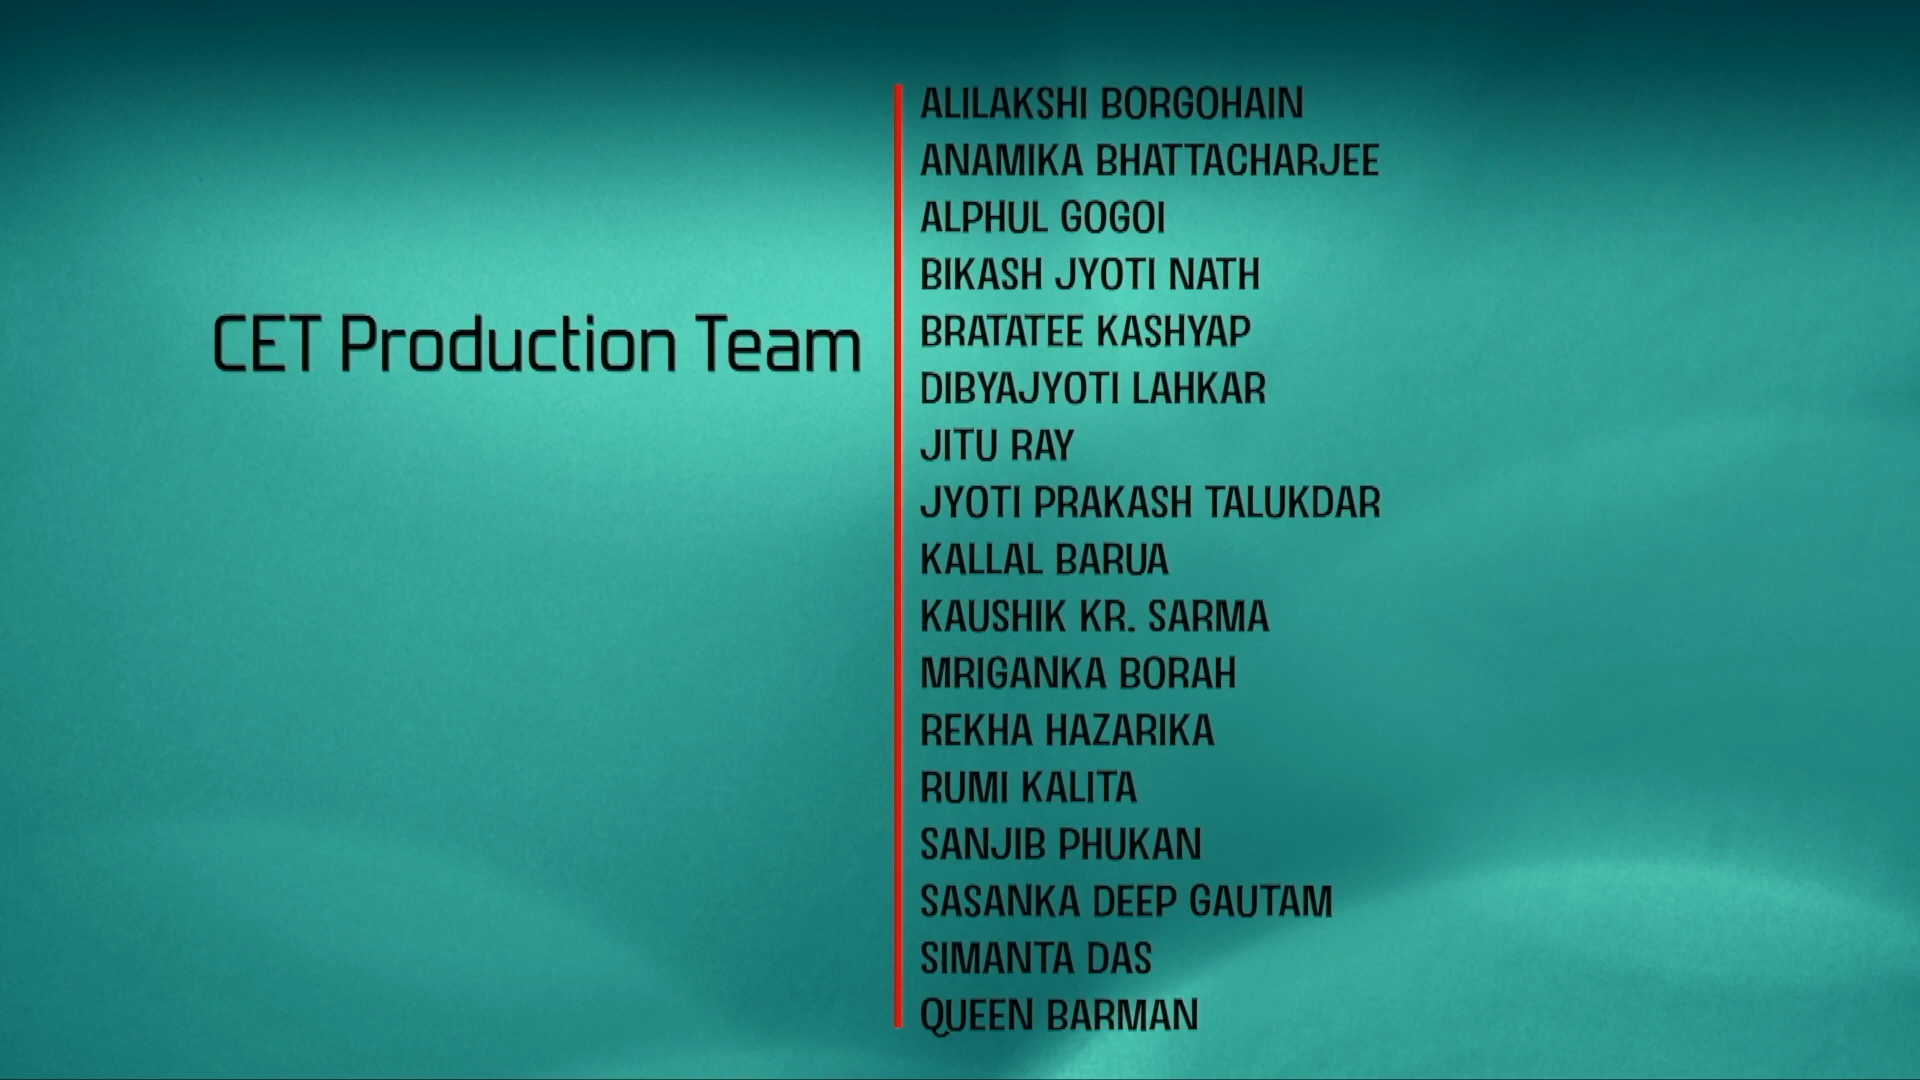 CET Production Team
ALILAKSHI BORGOHAIN
ANAMIKA BHATTACHARJEE
ALPHUL GOGOI
BIKASH JYOTI NATH
BRATATEE KASHYAP
DIBYAJYOTI LAHKAR
JITU RAY
JYOTI PRAKASH TALUKDAR
KALLAL BARUA
KAUSHIK KR. SARMA
MRIGANKA BORAH
REKHA HAZARIKA
RUMI KALITA
SANJIB PHUKAN
SASANKA DEEP GAUTAM
SIMANTA DAS
QUEEN BARMAN